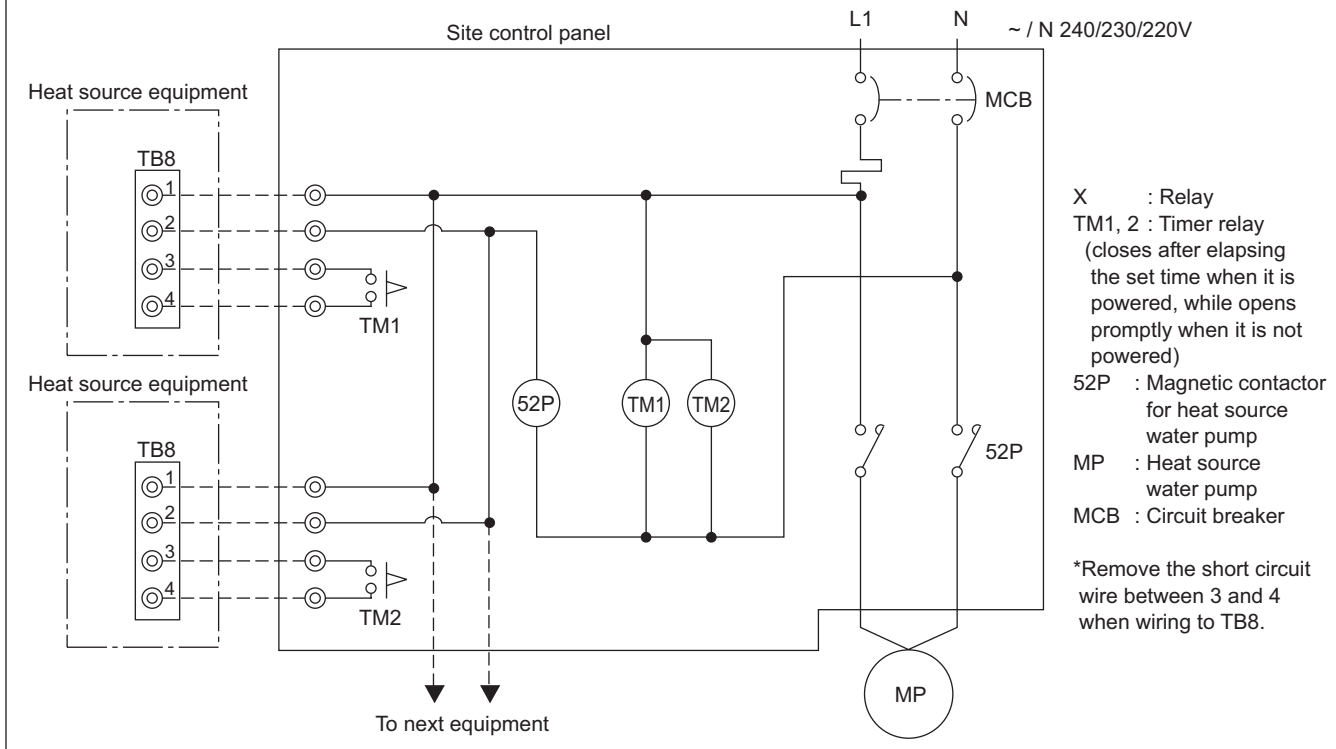 L1 N ~ / N 240/230/220V
Site control panel
Heat source equipment
MCB
TB8
1
2
3
4
TM1
X : Relay
TM1, 2 : Timer relay
(closes after elapsing
the set time when it is
powered, while opens
promptly when it is not
powered)
52P : Magnetic contactor
for heat source
water pump
MP : Heat source
water pump
MCB : Circuit breaker
*Remove the short circuit
wire between 3 and 4
when wiring to TB8.
Heat source equipment
52P TM1 TM2
52P
TB8
1
2
3
4
TM2
MP
To next equipment